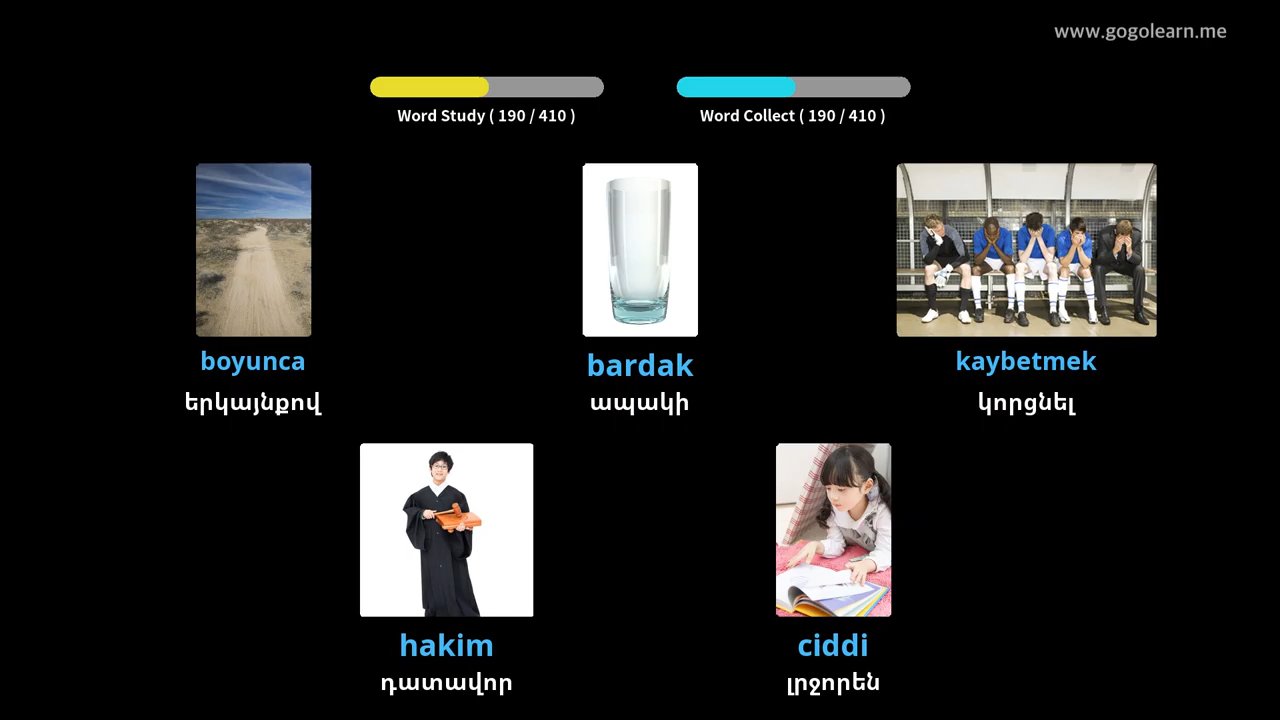 www.gogolearn.me
Word Study ( 190 / 410 )
Word Collect ( 190 / 410 )
boyunca
երկայնքով
bardak
ապակի
kaybetmek
կորցնել
hakim
դատավոր
ciddi
լրջորեն